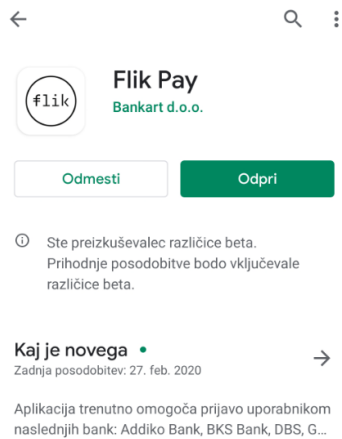 Flik Pay
flik
Bankart d.o.o.
Odmesti
Odpri
Ste preizkuševalec različice beta.
Prihodnje posodobitve bodo vključevale
različice beta.
Kaj je novega
Zadnja posodobitev: 27. feb. 2020
Aplikacija trenutno omogoča prijavo uporabnikom
naslednjih bank: Addiko Bank, BKS Bank, DBS, G...